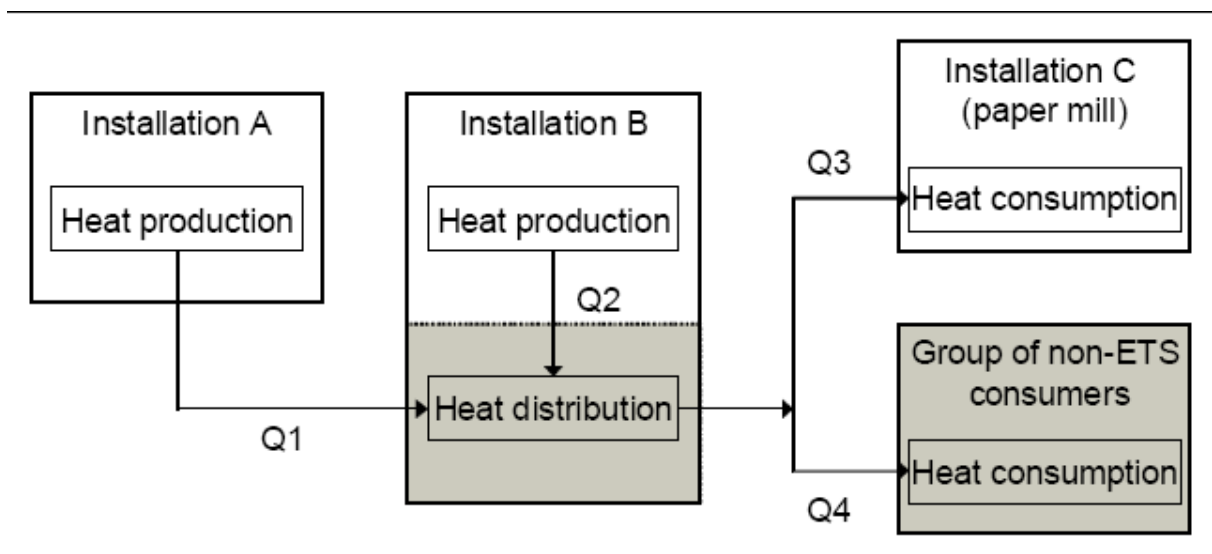 Installation A
Heat production
Q1
Installation B
Heat production
Q2
Heat distribution
Q3
Installation C
(paper mill)
Heat consumption
Group of non-ETS
consumers
Heat consumption
Q4